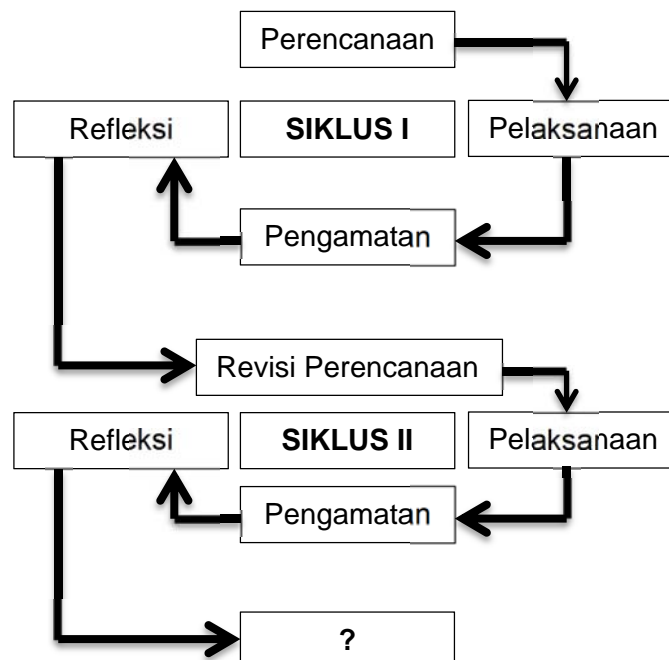 Perencanaan
Refleksi
SIKLUS I
Pelaksanaan
Pengamatan
Revisi Perencanaan
Refleksi
SIKLUS II
Pelaksanaan
Pengamatan
?